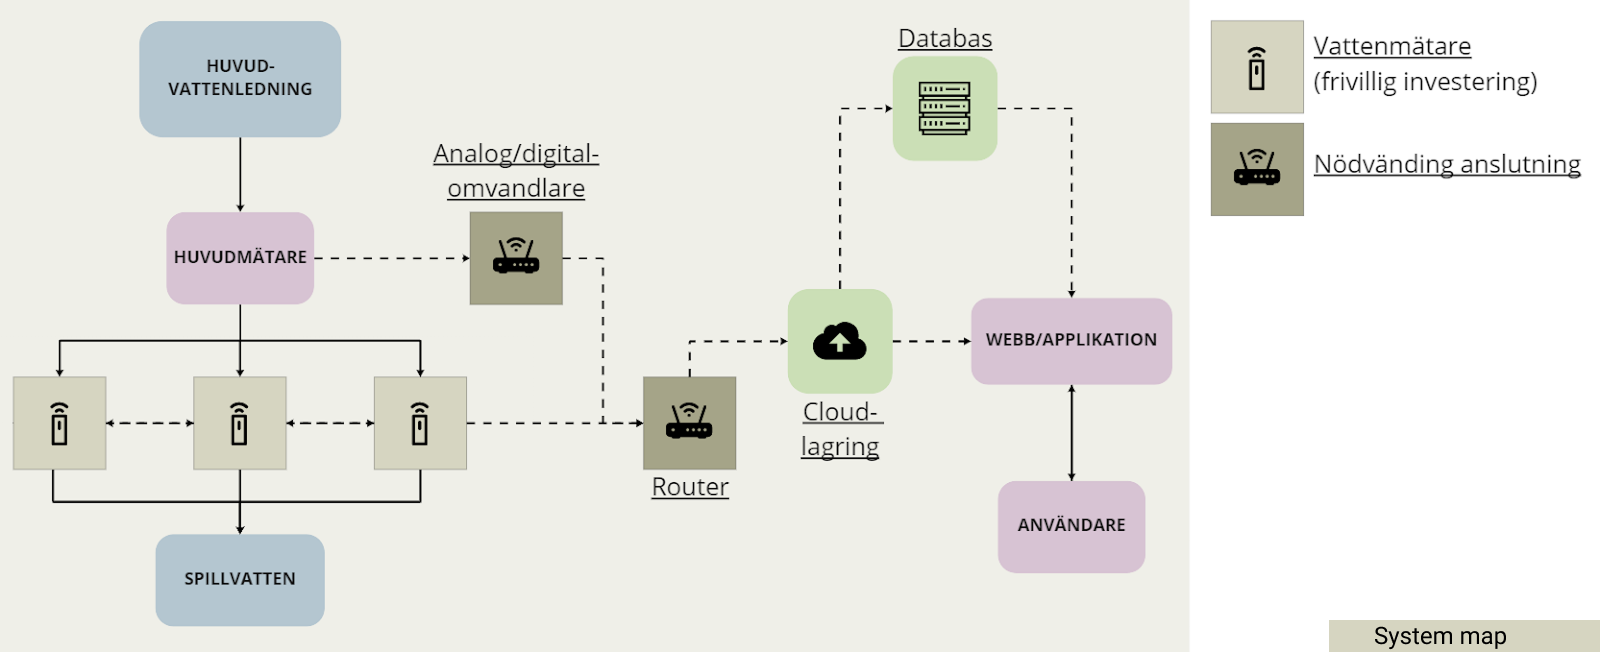 HUVUD-
VATTENLEDNING
HUVUDMÄTARE
Analog/digital-
omvandlare
SPILLVATTEN
Router
Databas
Cloud-
lagring
WEBB/APPLIKATION
ANVÄNDARE
Vattenmätare
(frivillig investering)
Nödvänding anslutning
System map